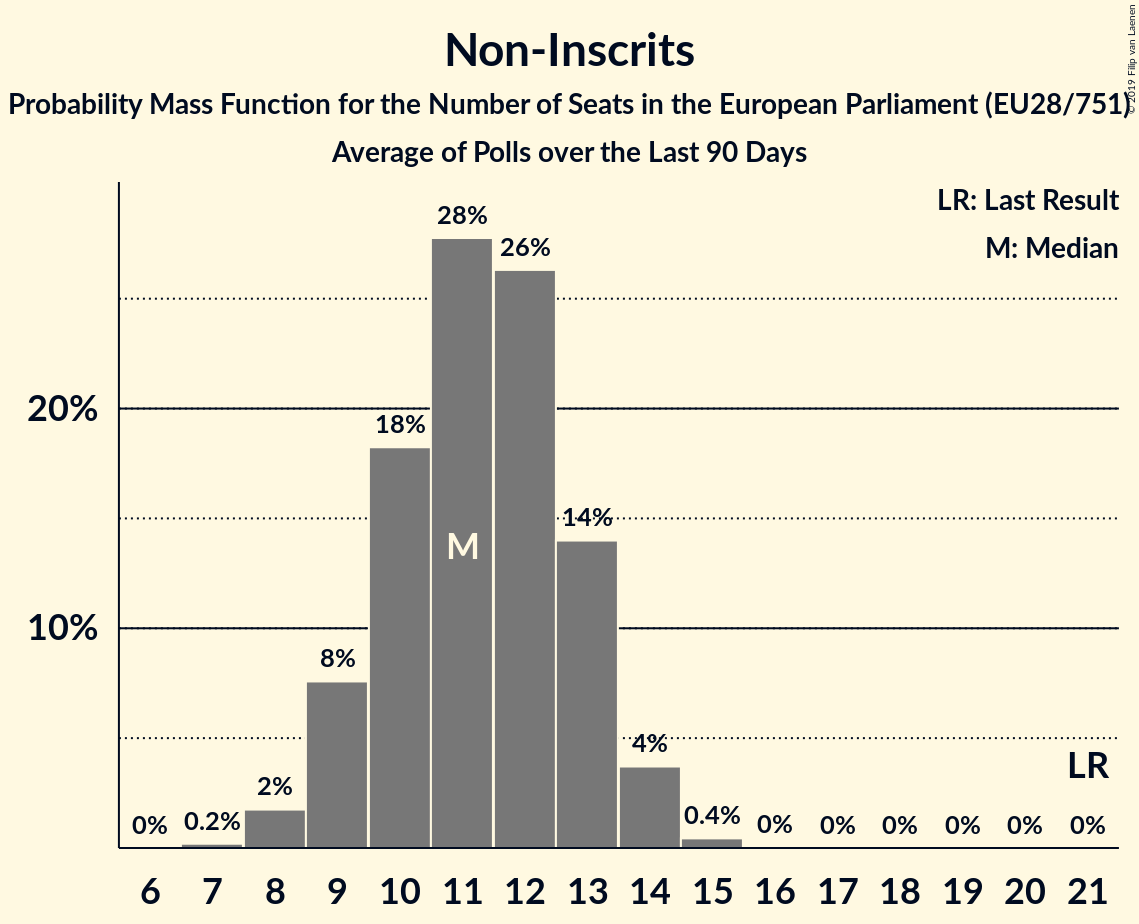 Non-Inscrits
Probability Mass Function for the Number of Seats in the European Parliament (EU28/751)
Average of Polls over the Last 90 Days
© 2019 Filip van Laenen
LR: Last Result
M: Median
28%
26%
20%
18%
14%
M
10%
8%
4%
LR
2%
0%
0.2%
0.4%
0%
0%
0%
0%
0%
0%
6 7 8 9 10 11 12 13 14 15 16 17 18 19 20 21